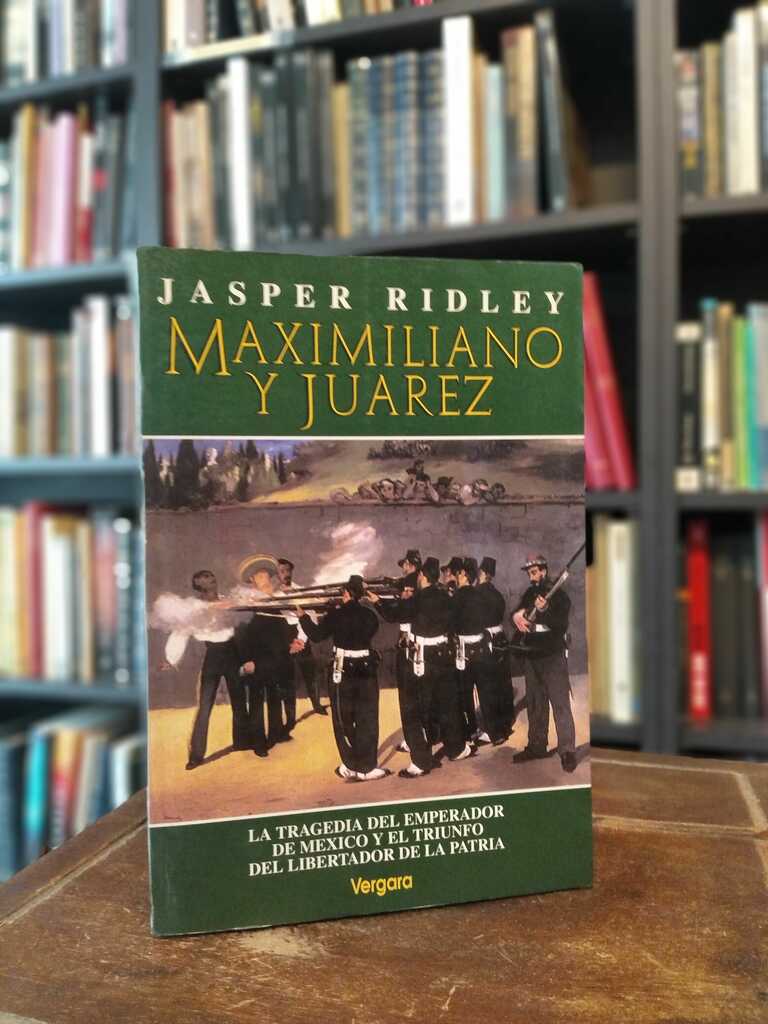 JASPER RIDLEY
MAXIMILIANO
Y JUAREZ
LA TRAGEDIA DEL EMPERADOR
DE MEXICO Y EL TRIUNFO
DEL LIBERTADOR DE LA PATRIA
Vergara